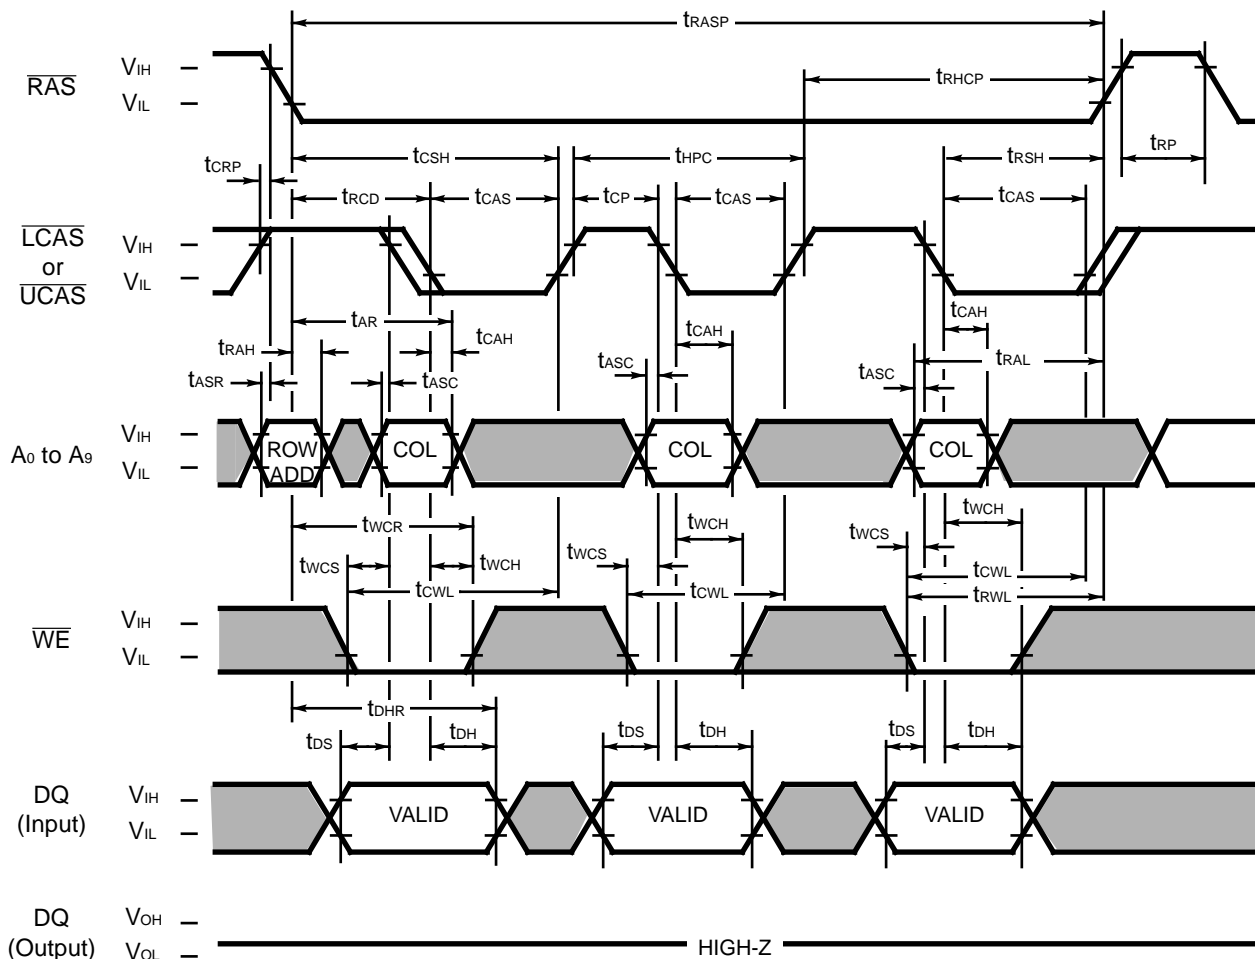 tRASP
VIH
RAS
VIL
tRHCP
tCRP
tCSH
tHPC
tRSH
tRP
tRCD
tCAS
tCP
tCAS
tCAS
LCAS
or
UCAS
VIH
VIL
tAR
tCAH
tCAH
tCAH
tRAH
tASR
tASC
tASC
tASC
tRAL
A0 to A9
VIH
VIL
ROW
ADD
COL
COL
COL
tWCR
tWCH
tWCH
tWCS
tWCH
tWCS
tWCS
tCWL
tCWL
tCWL
tRWL
WE
VIH
VIL
tDHR
tDS
tDH
tDS
tDH
tDS
tDH
DQ
(Input)
VIH
VIL
VALID
VALID
VALID
DQ
(Output)
VOH
VOL
HIGH-Z